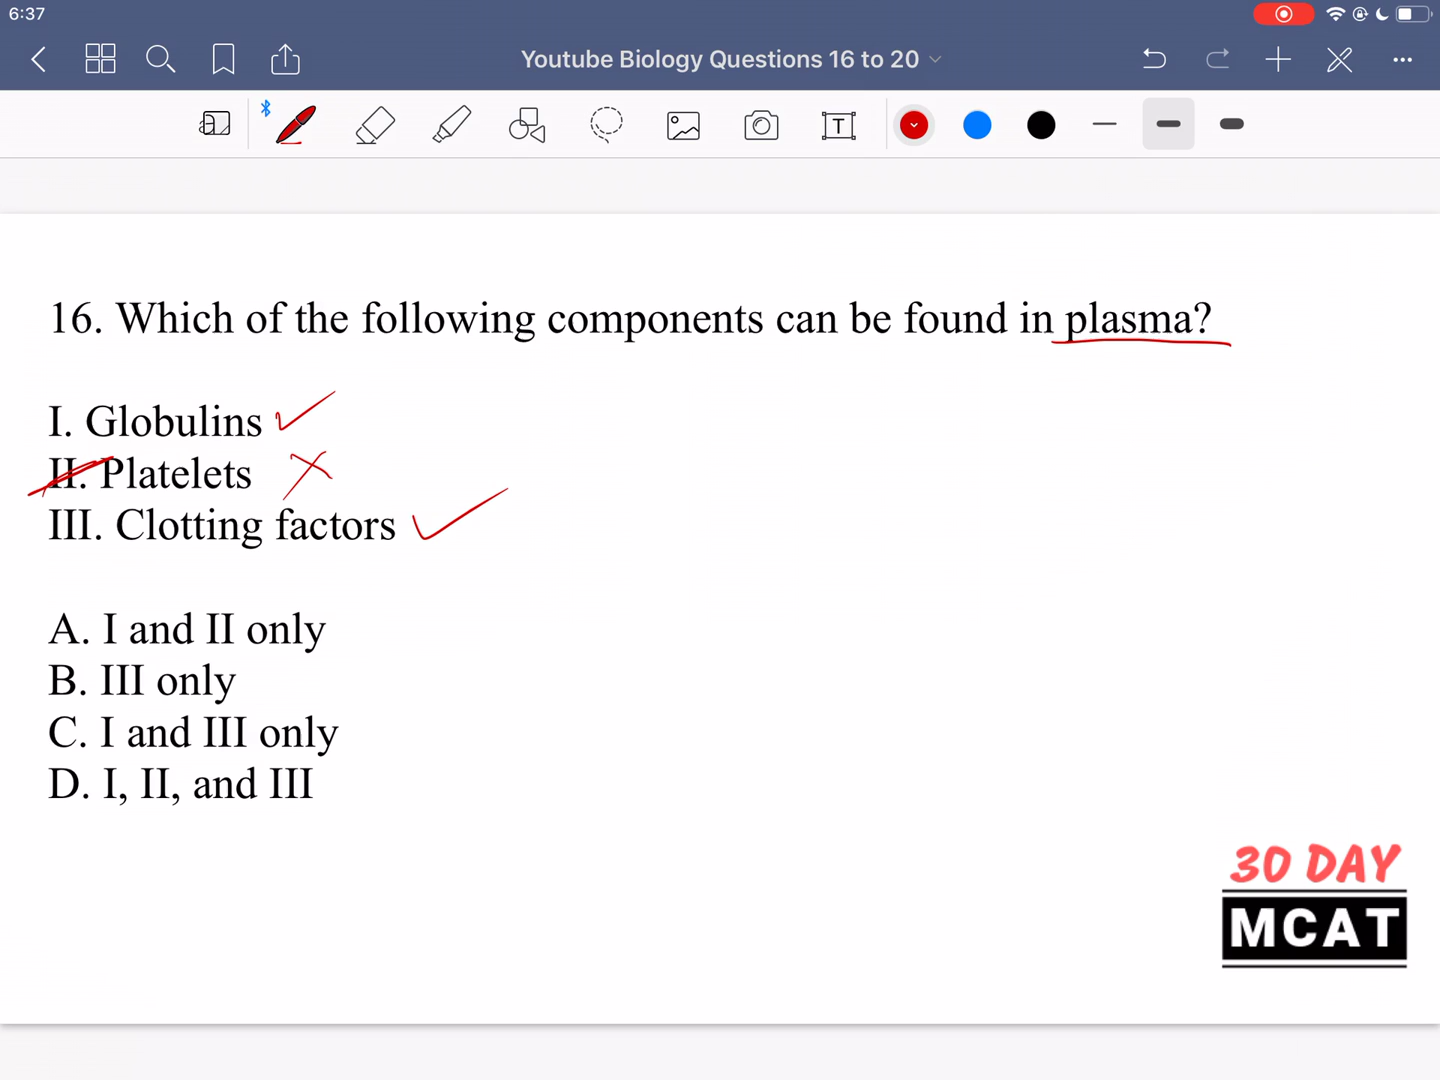 6:37
Youtube Biology Questions 16 to 20
T
16. Which of the following components can be found in plasma?
I. Globulins
II. Platelets
III. Clotting factors
A. I and II only
B. III only
C. I and III only
D. I, II, and III
30 DAY
MCAT